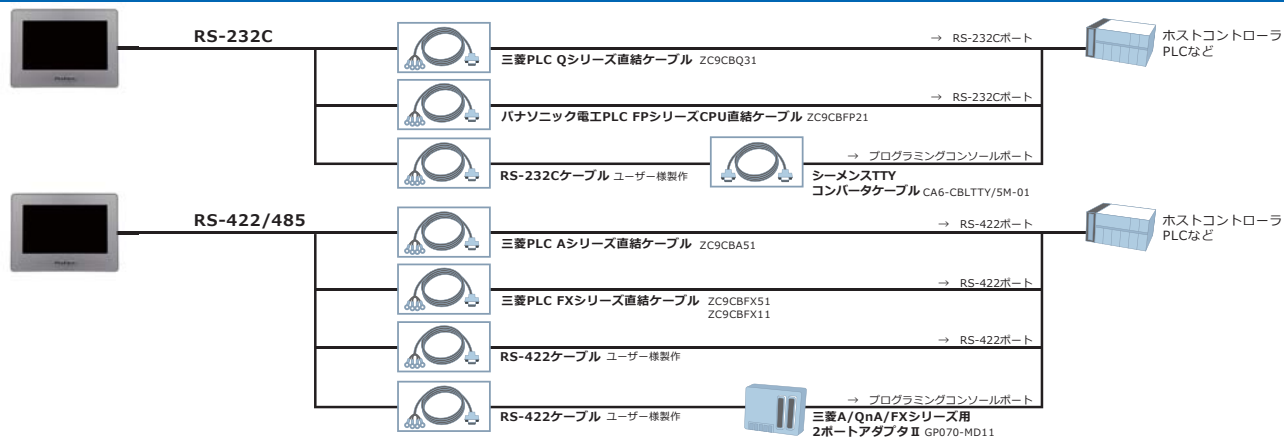 RS-232C
→ RS-232Cポート
三菱PLC Qシリーズ直結ケーブル ZC9CBQ31
ホストコントローラ
PLCなど
→ RS-232Cポート
パナソニック電工PLC FPシリーズCPU直結ケーブル ZC9CBFP21
→ プログラミングコンソールポート
RS-232Cケーブル ユーザー様製作
シーメンスTTY
コンバータケーブル CA6-CBLTTY/5M-01
RS-422/485
→ RS-422ポート
三菱PLC Aシリーズ直結ケーブル ZC9CBA51
ホストコントローラ
PLCなど
→ RS-422ポート
三菱PLC FXシリーズ直結ケーブル ZC9CBFX51
ZC9CBFX11
→ RS-422ポート
RS-422ケーブル ユーザー様製作
→ プログラミングコンソールポート
RS-422ケーブル ユーザー様製作
三菱A/QnA/FXシリーズ用
2ポートアダプタⅡ GP070-MD11